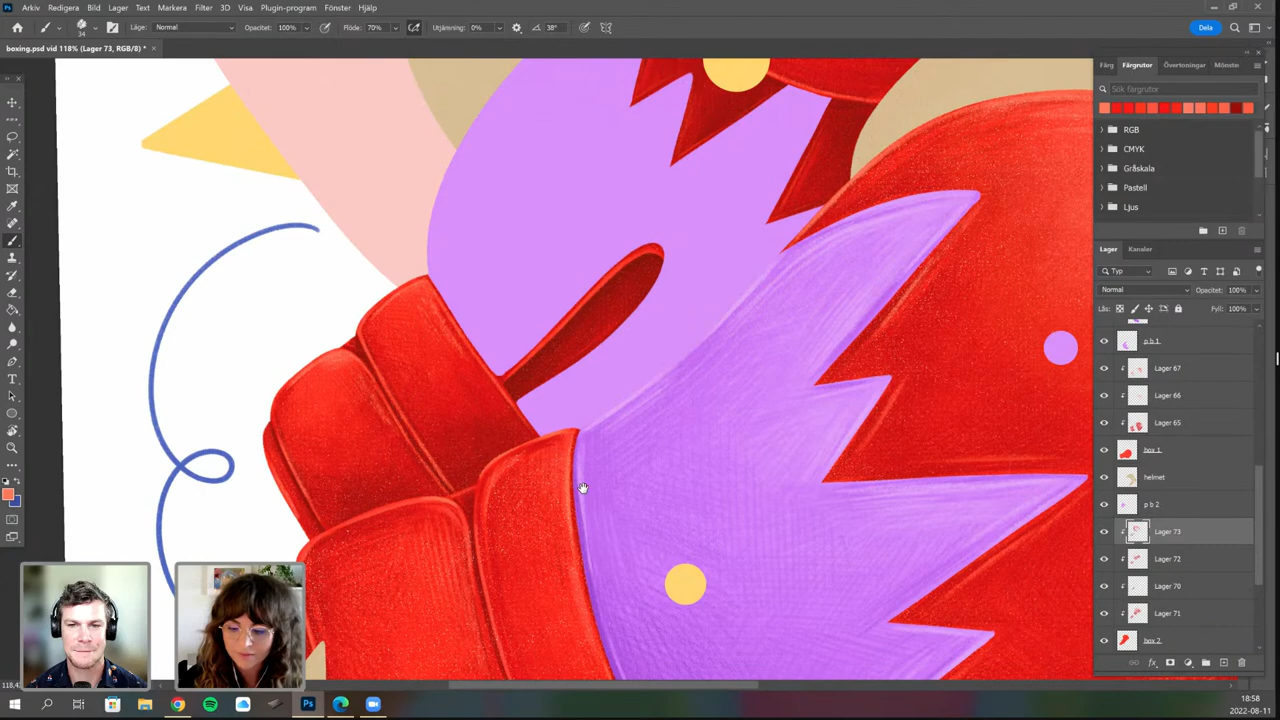 Arkiv Redigera Bild Lager Text Markera Filter 3D Visa Plugin-program Fönster Hjälp
34 Läge: Normal Opacitet: 100% Flöde: 70% Utjämning: 0% 38° Dela
boxing.psd vid 118% (Lager 73, RGB/8) *
Färg Färgrutor Övertoningar Mönste
Sök färgrutor
RGB
CMYK
Gråskala
Pastell
Ljus
Lager Kanaler
Typ
Normal Opacitet: 100%
Lås: Fyll: 100%
p b 1
Lager 67
Lager 66
Lager 65
box 1
helmet
p b 2
Lager 73
Lager 72
Lager 70
Lager 71
box 2
fx
Ps
18:58
2022-08-11